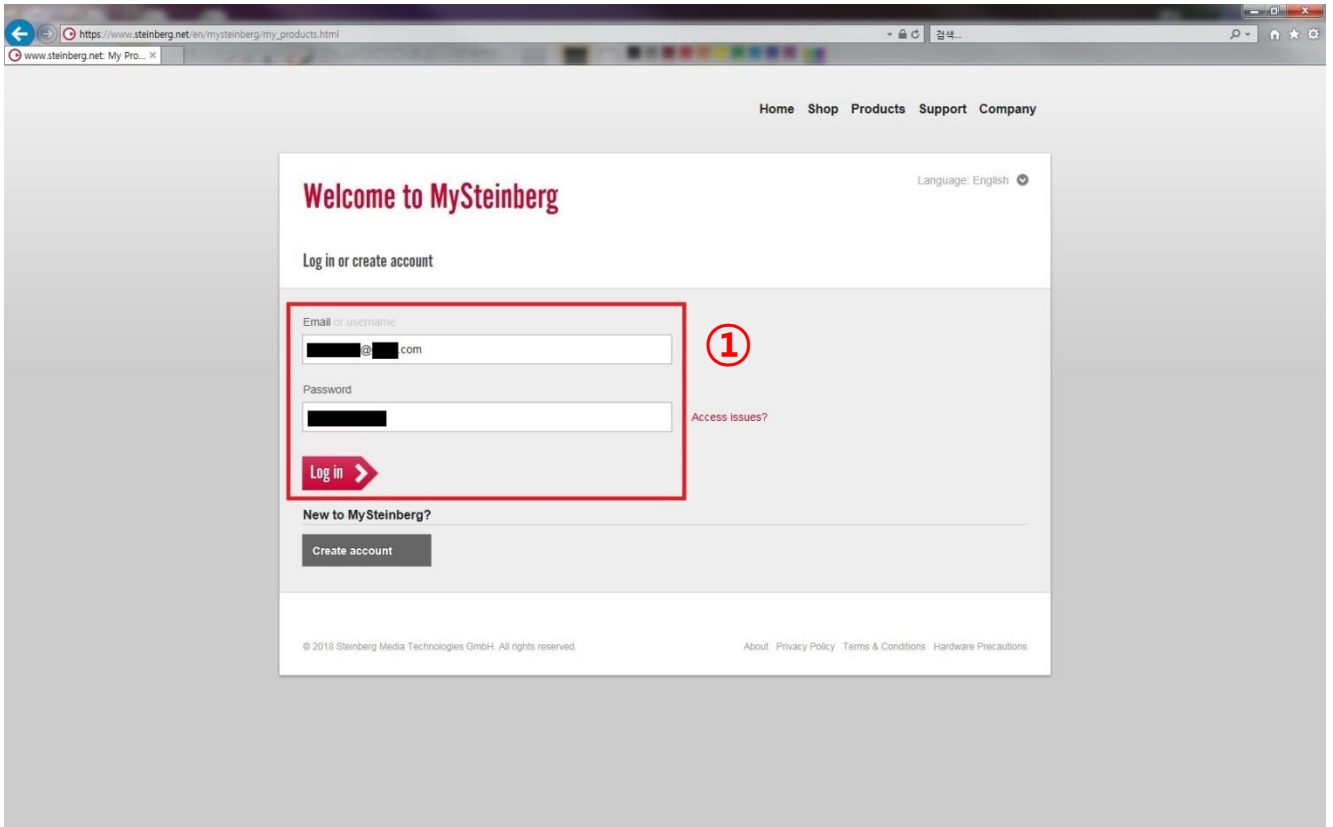 https://www.steinberg.net/en/mysteinberg/my_products.html
검색...
www.steinberg.net: My Pro...
Home Shop Products Support Company
Welcome to MySteinberg
Language: English
Log in or create account
Email or username
@ .com
①
Password
Access issues?
Log in
New to MySteinberg?
Create account
© 2018 Steinberg Media Technologies GmbH. All rights reserved.
About Privacy Policy Terms & Conditions Hardware Precautions